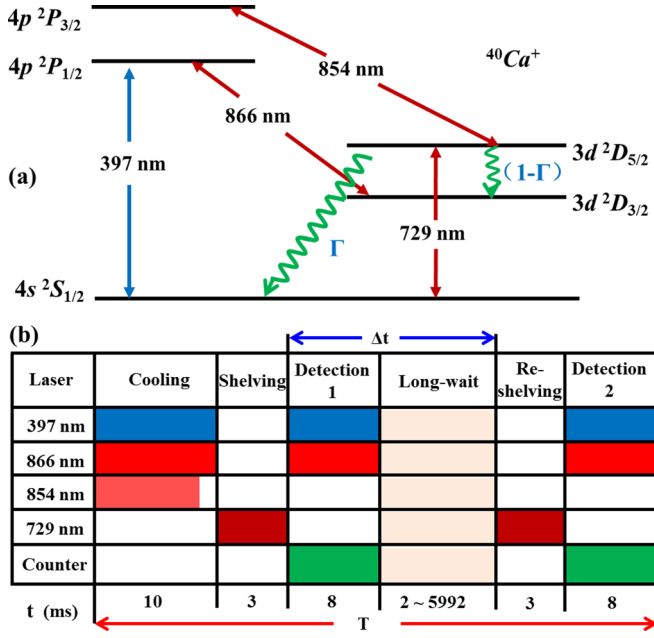 4p ²P₃/₂
4p ²P₁/₂
854 nm
⁴⁰Ca⁺
866 nm
397 nm
3d ²D₅/₂
(1-Γ)
(a)
3d ²D₃/₂
729 nm
Γ
4s ²S₁/₂
(b)
Δt
Laser Cooling Shelving Detection 1 Long-wait Re-shelving Detection 2
397 nm
866 nm
854 nm
729 nm
Counter
t (ms) 10 3 8 2 ~ 5992 3 8
T